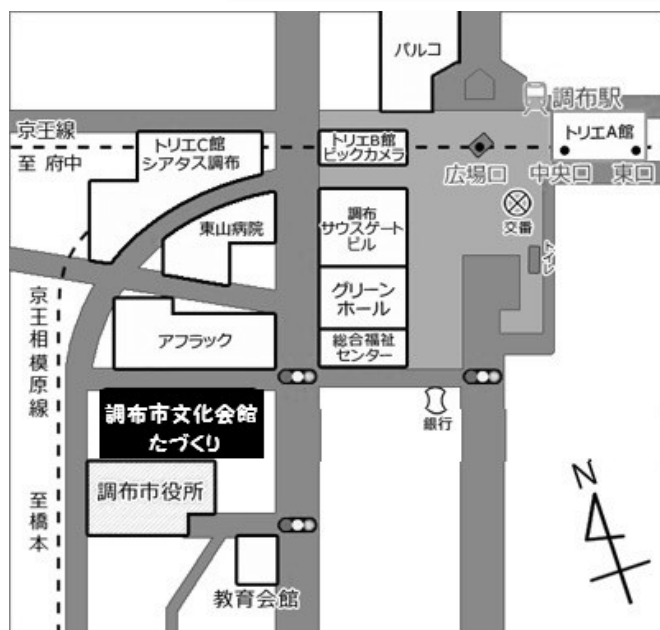 パルコ
調布駅
京王線
トリエC館
シアタス調布
トリエB館
ビックカメラ
トリエA館
至 府中
広場口
中央口
東口
東山病院
調布
サウスゲート
ビル
交番
トイレ
京王相模原線
グリーン
ホール
アフラック
総合福祉
センター
調布市文化会館
たづくり
銀行
調布市役所
至橋本
教育会館
N